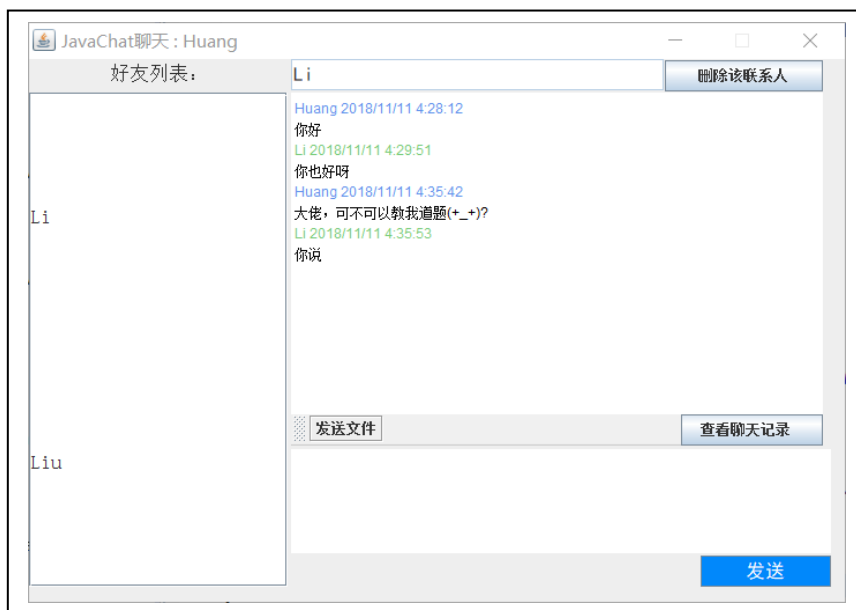 JavaChat聊天 : Huang
好友列表：
Li
删除该联系人
Huang 2018/11/11 4:28:12
你好
Li 2018/11/11 4:29:51
你也好呀
Huang 2018/11/11 4:35:42
大佬，可不可以教我道题(+_+)?
Li 2018/11/11 4:35:53
你说
Li
Liu
发送文件
查看聊天记录
发送